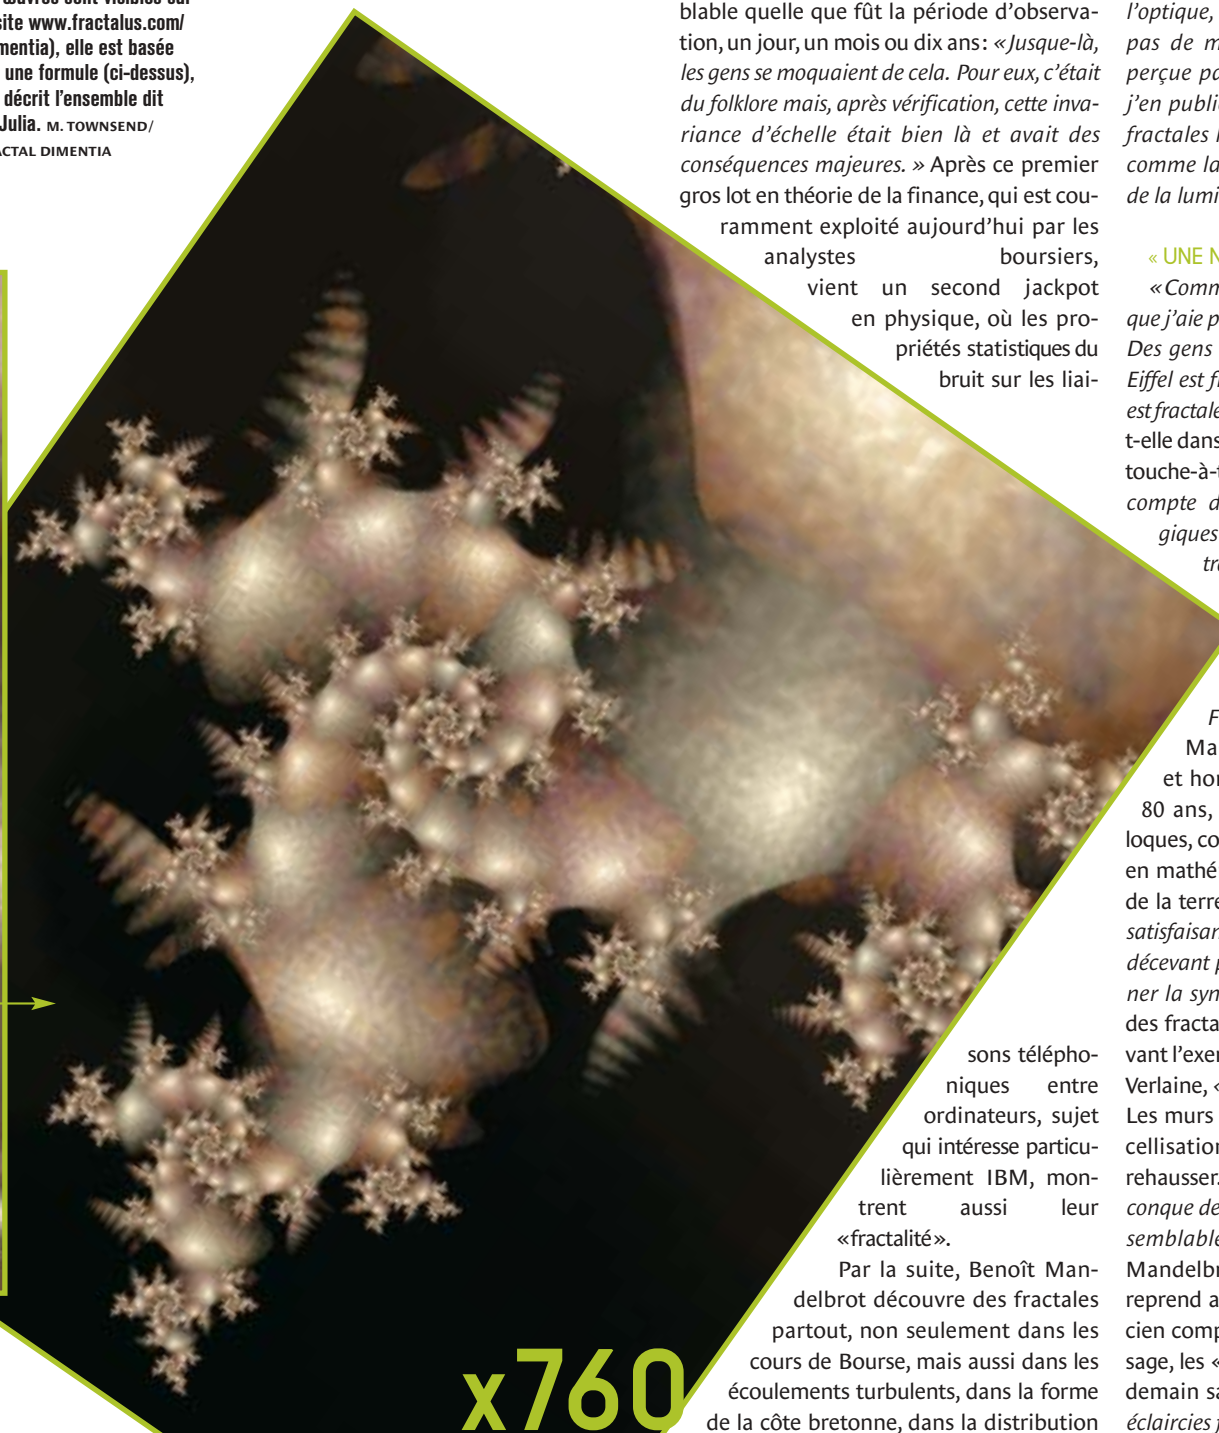 œuvres sont visibles sur
site www.fractalus.com/
mentia), elle est basée
une formule (ci-dessus),
décrit l’ensemble dit
Julia. M. TOWNSEND/
ACTAL DIMENTIA
blable quelle que fût la période d’observa-
tion, un jour, un mois ou dix ans : « Jusque-là,
les gens se moquaient de cela. Pour eux, c’était
du folklore mais, après vérification, cette inva-
riance d’échelle était bien là et avait des
conséquences majeures. » Après ce premier
gros lot en théorie de la finance, qui est cou-
ramment exploité aujourd’hui par les
analystes boursiers,
vient un second jackpot
en physique, où les pro-
priétés statistiques du
bruit sur les liai-
sons télépho-
niques entre
ordinateurs, sujet
qui intéresse particu-
lièrement IBM, mon-
trent aussi leur
«fractalité».
Par la suite, Benoît Man-
delbrot découvre des fractales
partout, non seulement dans les
cours de Bourse, mais aussi dans les
écoulements turbulents, dans la forme
de la côte bretonne, dans la distribution
x760
l’optique,
pas de m
perçue pa
j’en public
fractales
comme la
de la lumi
« UNE N
« Comm
que j’aie p
Des gens
Eiffel est f
est fractale
t-elle dans
touche-à-t
compte d
giques
tr
F
Ma
et hor
80 ans,
loques, co
en mathé
de la terre
satisfaisan
décevant p
ner la syn
des fracta
vant l’exer
Verlaine, «
Les murs
cellisation
rehausser.
conque de
semblable
Mandelbr
reprend a
cien comp
sage, les «
demain sa
éclaircies f